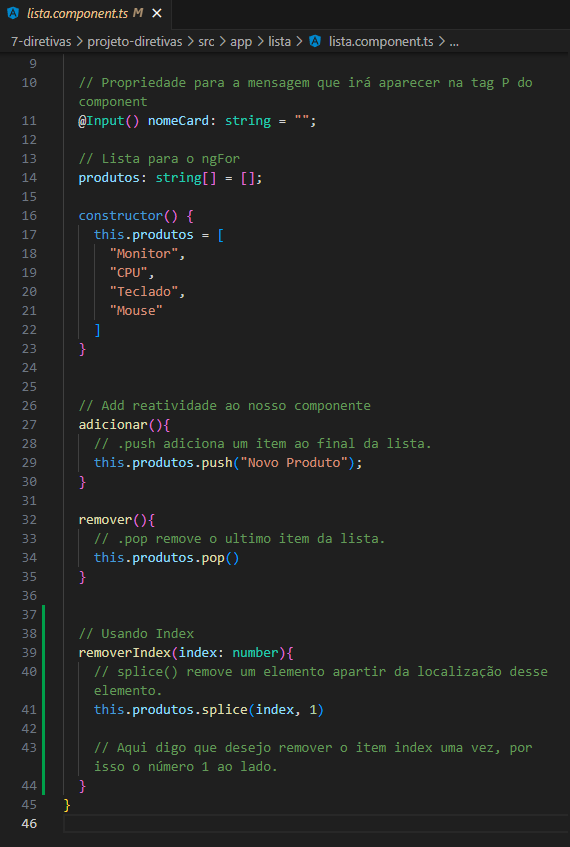 lista.component.ts M ×
7-diretivas > projeto-diretivas > src > app > lista > lista.component.ts > ...
9
10 // Propriedade para a mensagem que irá aparecer na tag P do
component
11 @Input() nomeCard: string = "";
12
13 // Lista para o ngFor
14 produtos: string[] = [];
15
16 constructor() {
17 this.produtos = [
18 "Monitor",
19 "CPU",
20 "Teclado",
21 "Mouse"
22 ]
23 }
24
25
26 // Add reatividade ao nosso componente
27 adicionar(){
28 // .push adiciona um item ao final da lista.
29 this.produtos.push("Novo Produto");
30 }
31
32 remover(){
33 // .pop remove o ultimo item da lista.
34 this.produtos.pop()
35 }
36
37
38 // Usando Index
39 removerIndex(index: number){
40 // splice() remove um elemento apartir da localização desse
elemento.
41 this.produtos.splice(index, 1)
42
43 // Aqui digo que desejo remover o item index uma vez, por
isso o número 1 ao lado.
44 }
45 }
46